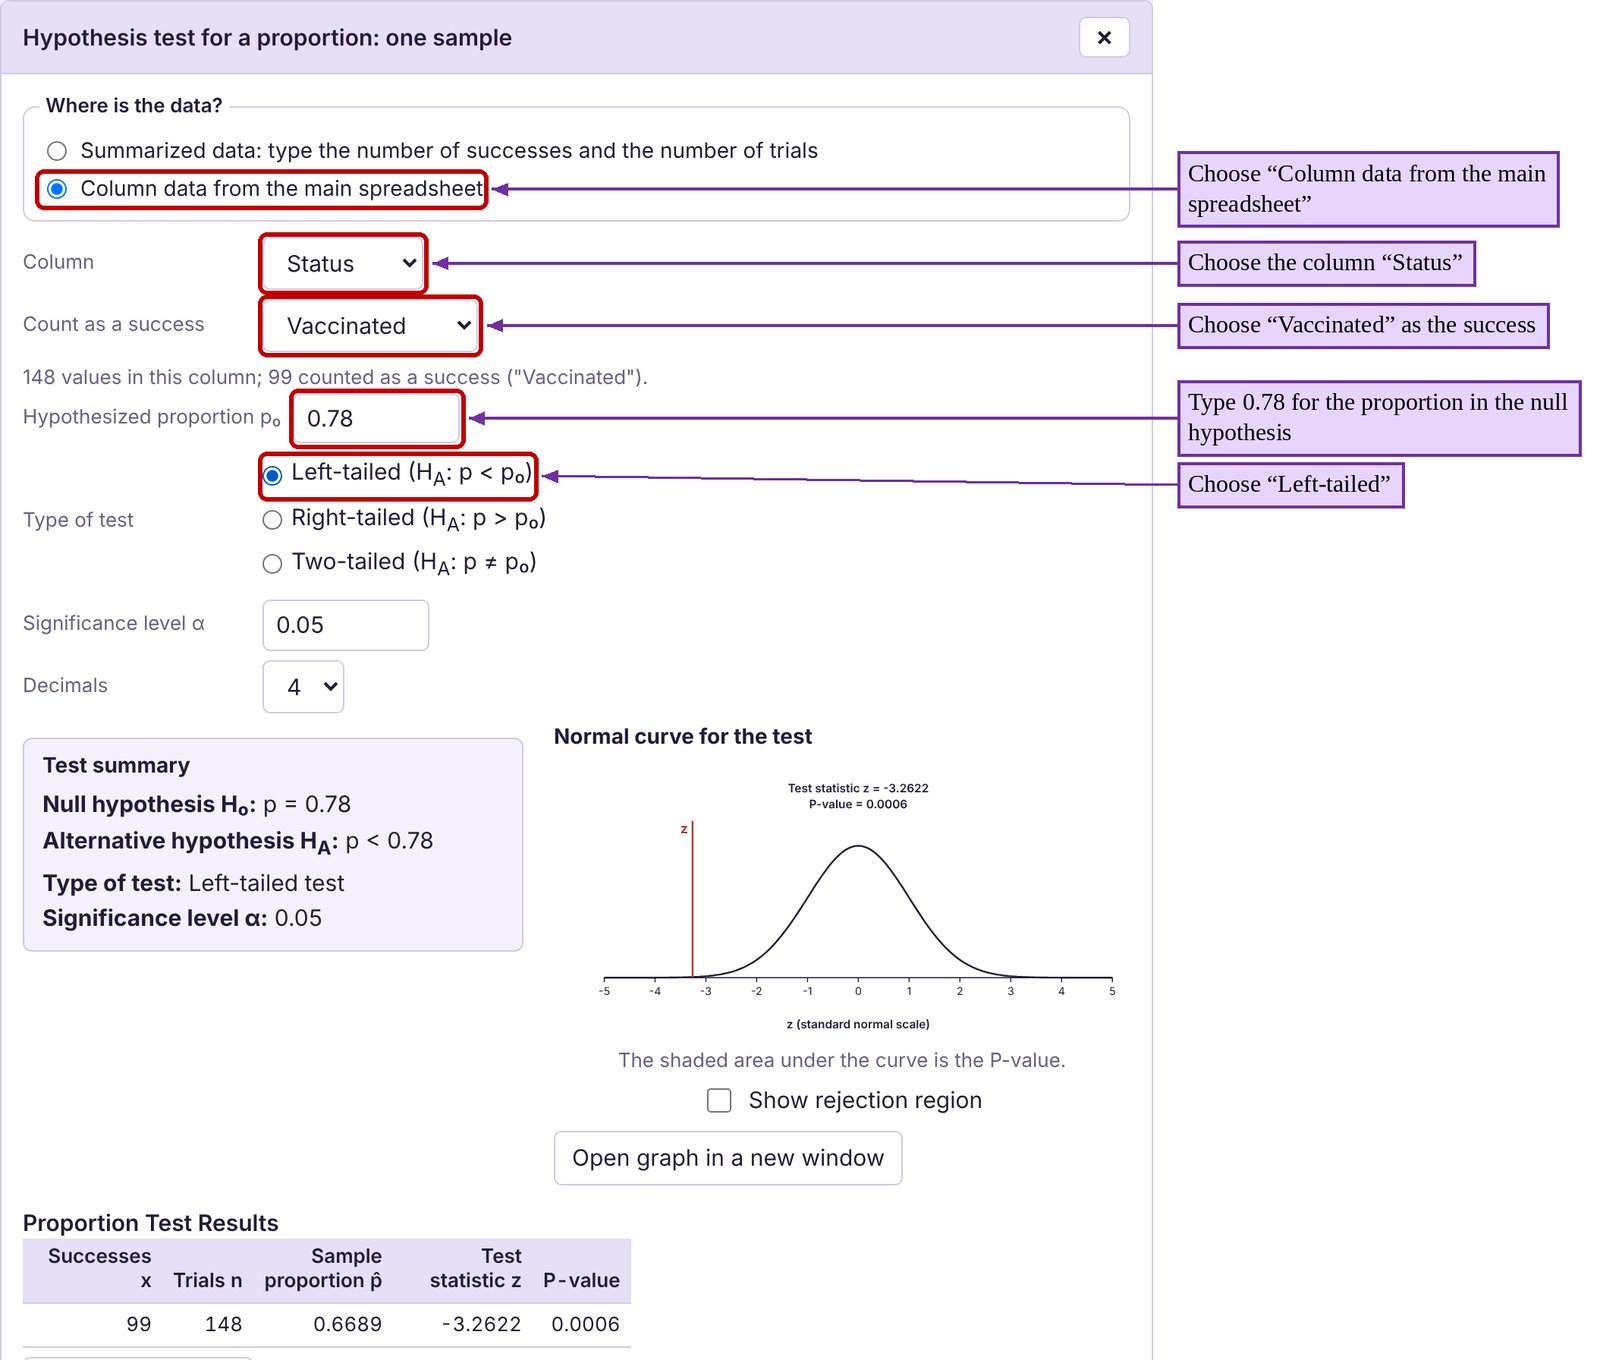 Hypothesis test for a proportion: one sample
×
Where is the data?
Summarized data: type the number of successes and the number of trials
Column data from the main spreadsheet
Choose “Column data from the main
spreadsheet”
Column
Status
Choose the column “Status”
Count as a success
Vaccinated
Choose “Vaccinated” as the success
148 values in this column; 99 counted as a success ("Vaccinated").
Hypothesized proportion p₀
0.78
Type 0.78 for the proportion in the null
hypothesis
Type of test
Left-tailed (H_A: p < p₀)
Choose “Left-tailed”
Right-tailed (H_A: p > p₀)
Two-tailed (H_A: p ≠ p₀)
Significance level α
0.05
Decimals
4
Test summary
Null hypothesis H₀: p = 0.78
Alternative hypothesis H_A: p < 0.78
Type of test: Left-tailed test
Significance level α: 0.05
Normal curve for the test
Test statistic z = -3.2622
P-value = 0.0006
z
-5 -4 -3 -2 -1 0 1 2 3 4 5
z (standard normal scale)
The shaded area under the curve is the P-value.
Show rejection region
Open graph in a new window
Proportion Test Results
Successes x Trials n Sample proportion p̂ Test statistic z P-value
99 148 0.6689 -3.2622 0.0006